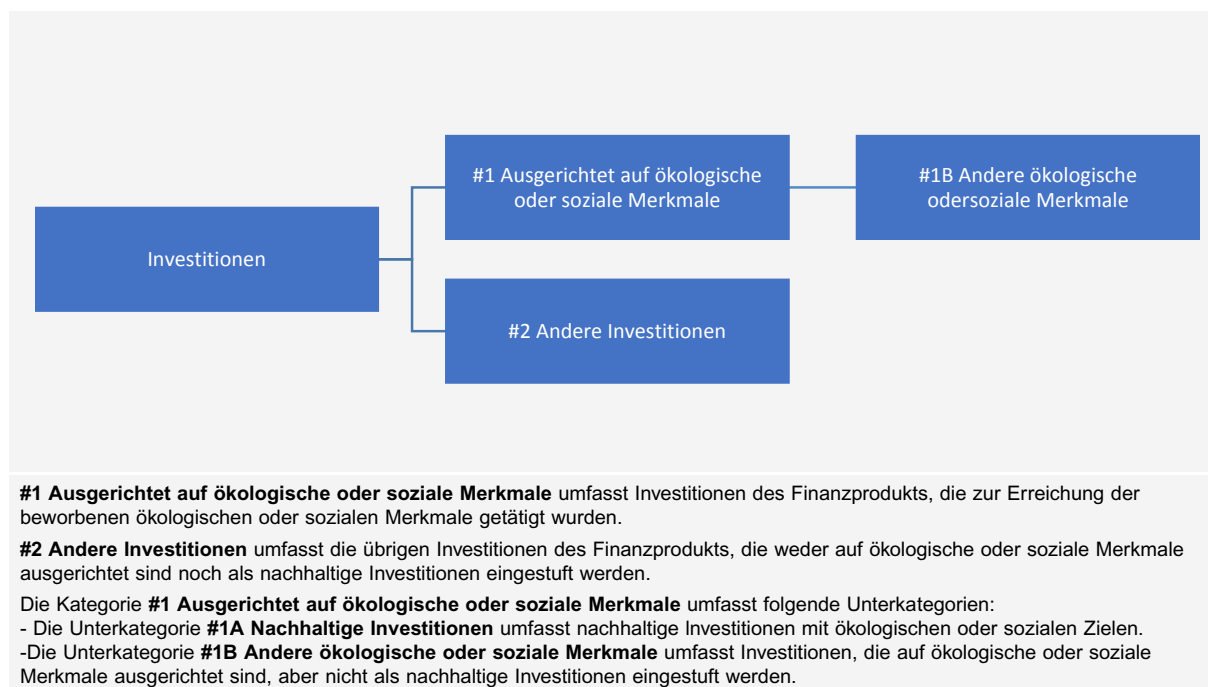 #1 Ausgerichtet auf ökologische
oder soziale Merkmale
#1B Andere ökologische
odersoziale Merkmale
Investitionen
#2 Andere Investitionen
#1 Ausgerichtet auf ökologische oder soziale Merkmale umfasst Investitionen des Finanzprodukts, die zur Erreichung der
beworbenen ökologischen oder sozialen Merkmale getätigt wurden.
#2 Andere Investitionen umfasst die übrigen Investitionen des Finanzprodukts, die weder auf ökologische oder soziale Merkmale
ausgerichtet sind noch als nachhaltige Investitionen eingestuft werden.
Die Kategorie #1 Ausgerichtet auf ökologische oder soziale Merkmale umfasst folgende Unterkategorien:
- Die Unterkategorie #1A Nachhaltige Investitionen umfasst nachhaltige Investitionen mit ökologischen oder sozialen Zielen.
-Die Unterkategorie #1B Andere ökologische oder soziale Merkmale umfasst Investitionen, die auf ökologische oder soziale
Merkmale ausgerichtet sind, aber nicht als nachhaltige Investitionen eingestuft werden.